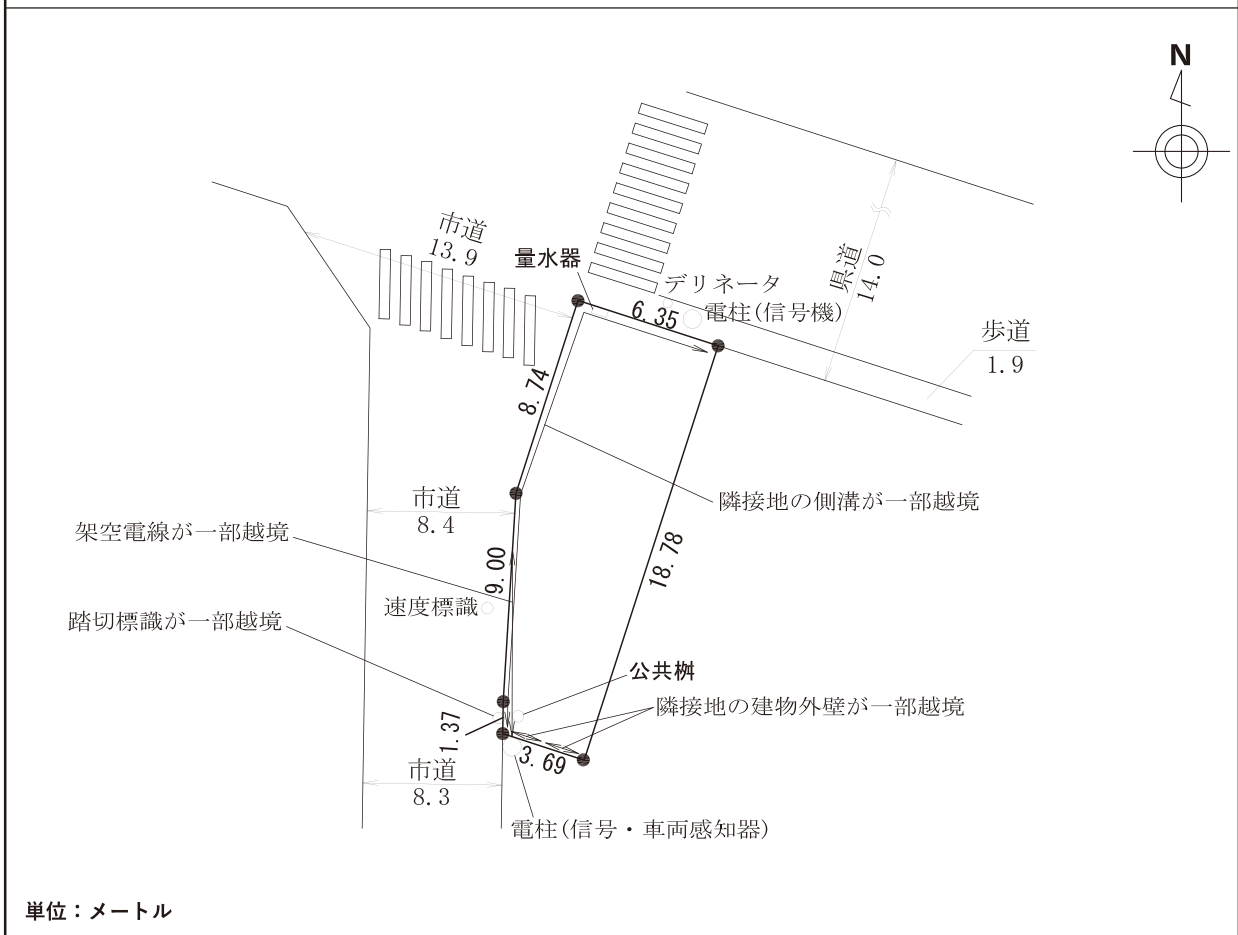 N
市道
13.9
量水器
デリネータ
電柱(信号機)
6.35
県道
14.0
歩道
1.9
8.74
市道
8.4
隣接地の側溝が一部越境
架空電線が一部越境
9.00
18.78
速度標識
踏切標識が一部越境
公共桝
隣接地の建物外壁が一部越境
1.37
3.69
市道
8.3
電柱(信号・車両感知器)
単位：メートル